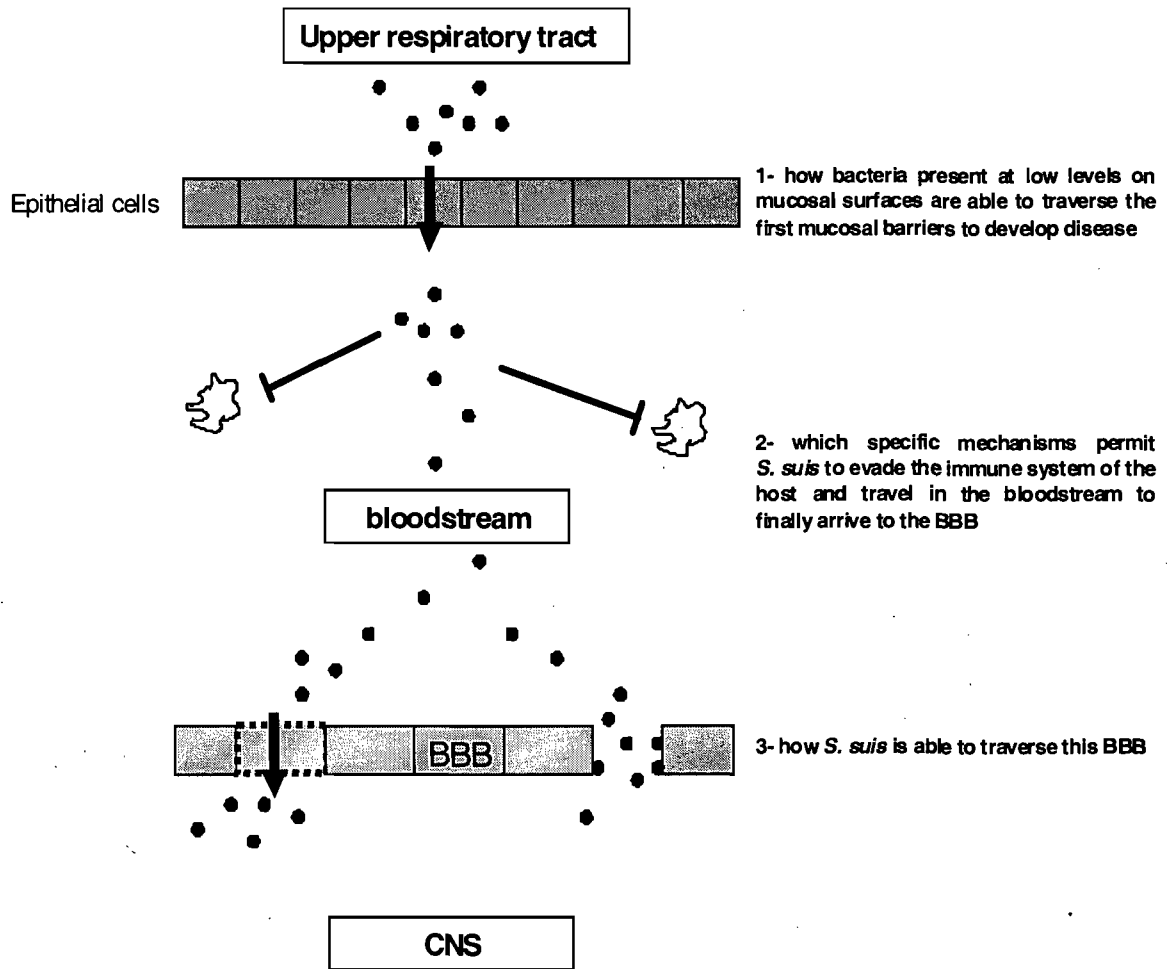 Upper respiratory tract
Epithelial cells
1- how bacteria present at low levels on
mucosal surfaces are able to traverse the
first mucosal barriers to develop disease
2- which specific mechanisms permit
S. suis to evade the immune system of the
host and travel in the bloodstream to
finally arrive to the BBB
bloodstream
BBB
3- how S. suis is able to traverse this BBB
CNS